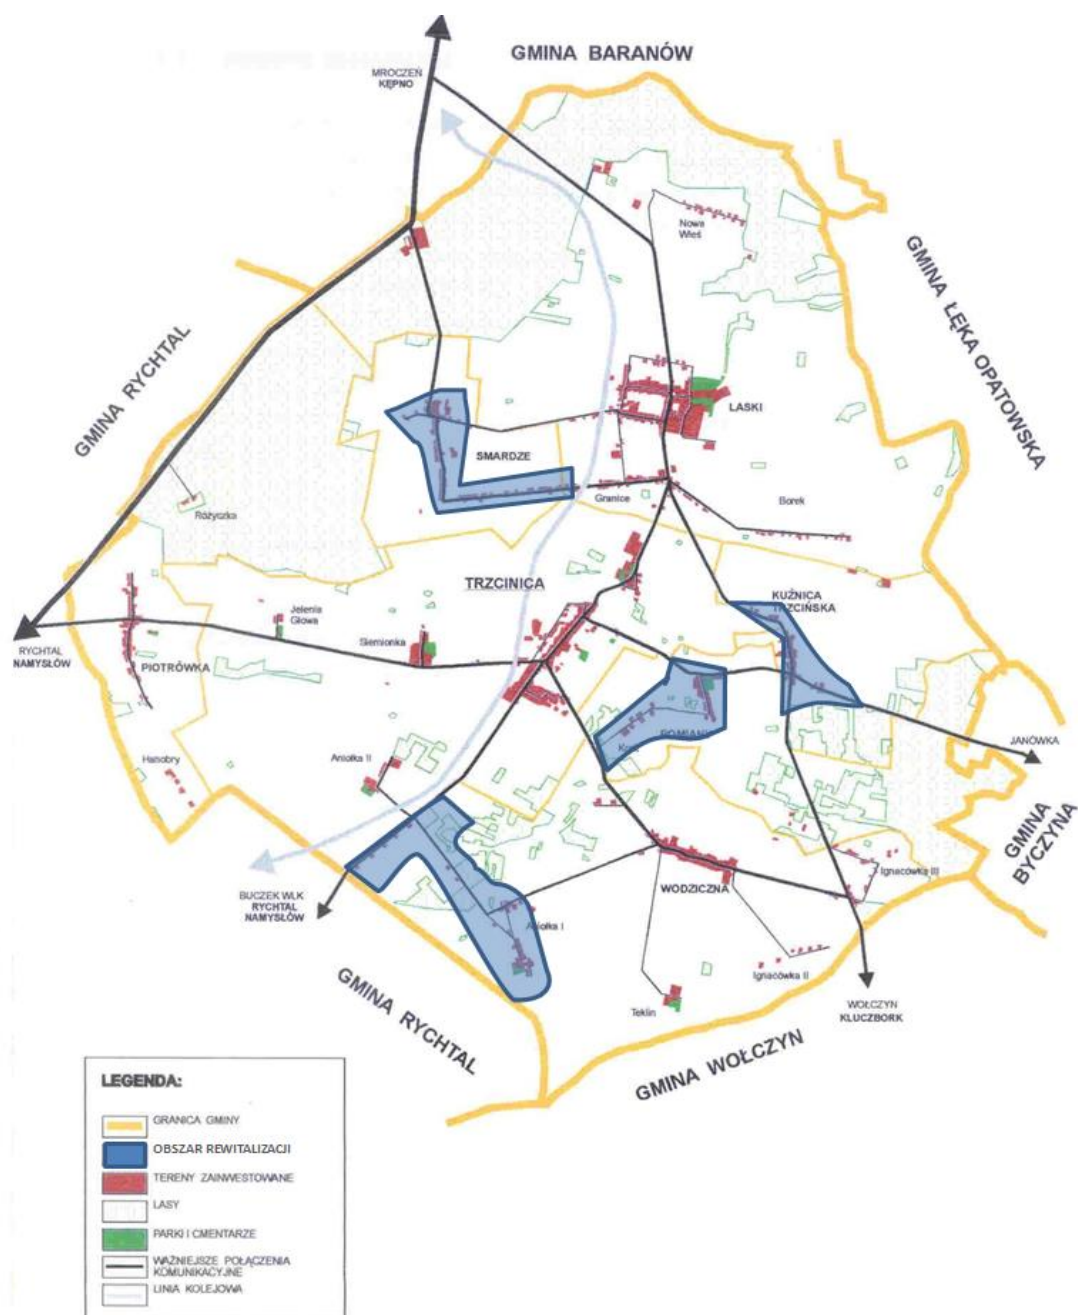 GMINA BARANÓW
MROCZEŃ
KĘPNO
Nowa
Wieś
GMINA ŁĘKA OPATOWSKA
GMINA RYCHTAL
LASKI
SMARDZE
Granice
Borek
Różyczka
TRZCINICA
KUŹNICA
TRZCIŃSKA
Jelenia
Głowa
Siemionka
RYCHTAL
NAMYSŁÓW
PIOTRÓWKA
JANÓWKA
Aniołka II
GMINA
BYCZYNA
BUCZEK WLK
RYCHTAL
NAMYSŁÓW
WODZICZNA
Ignacówka III
Aniołka I
Ignacówka II
Teklin
WOŁCZYN
KLUCZBORK
GMINA RYCHTAL
GMINA WOŁCZYN
LEGENDA:
GRANICA GMINY
OBSZAR REWITALIZACJI
TERENY ZAINWESTOWANE
LASY
PARKI I CMENTARZE
WAŻNIEJSZE POŁĄCZENIA
KOMUNIKACYJNE
LINIA KOLEJOWA